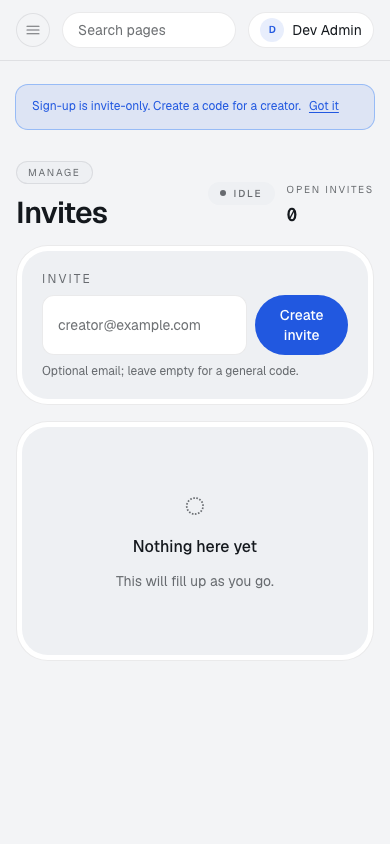 Search pages
D
Dev Admin
Sign-up is invite-only. Create a code for a creator. Got it
MANAGE
Invites
IDLE
OPEN INVITES
0
INVITE
creator@example.com
Create
invite
Optional email; leave empty for a general code.
Nothing here yet
This will fill up as you go.